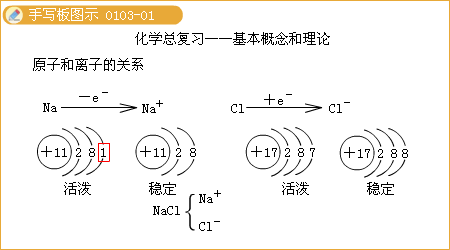 手写板图示 0103-01
化学总复习——基本概念和理论
原子和离子的关系
Na —e⁻ Na⁺ Cl +e⁻ Cl⁻
+11 2 8 1 +11 2 8 +17 2 8 7 +17 2 8 8
活泼 稳定 活泼 稳定
NaCl { Na⁺
Cl⁻